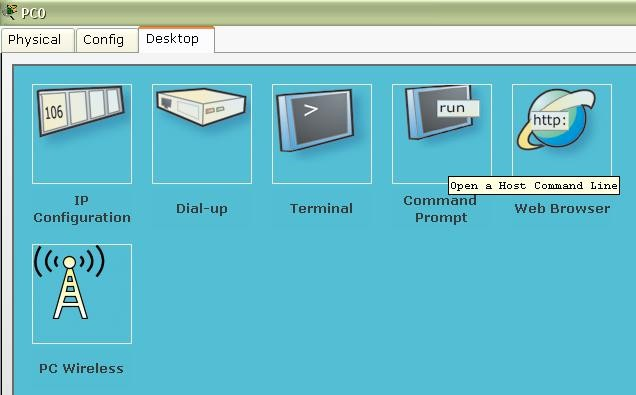 PC0
Physical Config Desktop
106
>
run
http:
Open a Host Command Line
IP
Configuration
Dial-up
Terminal
Command
Prompt
Web Browser
PC Wireless